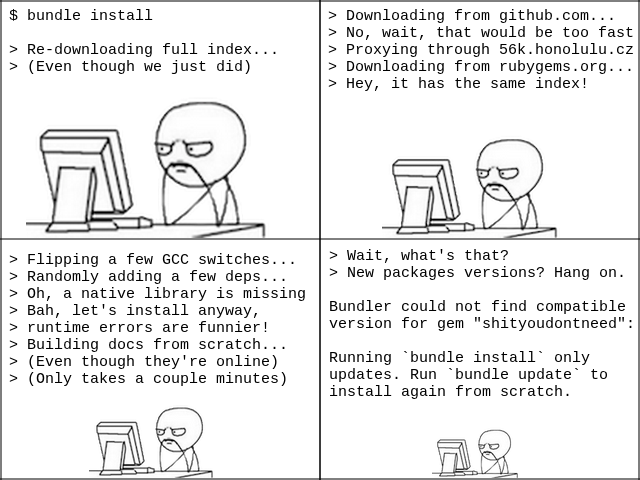 $ bundle install
> Re-downloading full index...
> (Even though we just did)
> Downloading from github.com...
> No, wait, that would be too fast
> Proxying through 56k.honolulu.cz
> Downloading from rubygems.org...
> Hey, it has the same index!
> Flipping a few GCC switches...
> Randomly adding a few deps...
> Oh, a native library is missing
> Bah, let's install anyway,
> runtime errors are funnier!
> Building docs from scratch...
> (Even though they're online)
> (Only takes a couple minutes)
> Wait, what's that?
> New packages versions? Hang on.
Bundler could not find compatible
version for gem "shityoudontneed":
Running `bundle install` only
updates. Run `bundle update` to
install again from scratch.